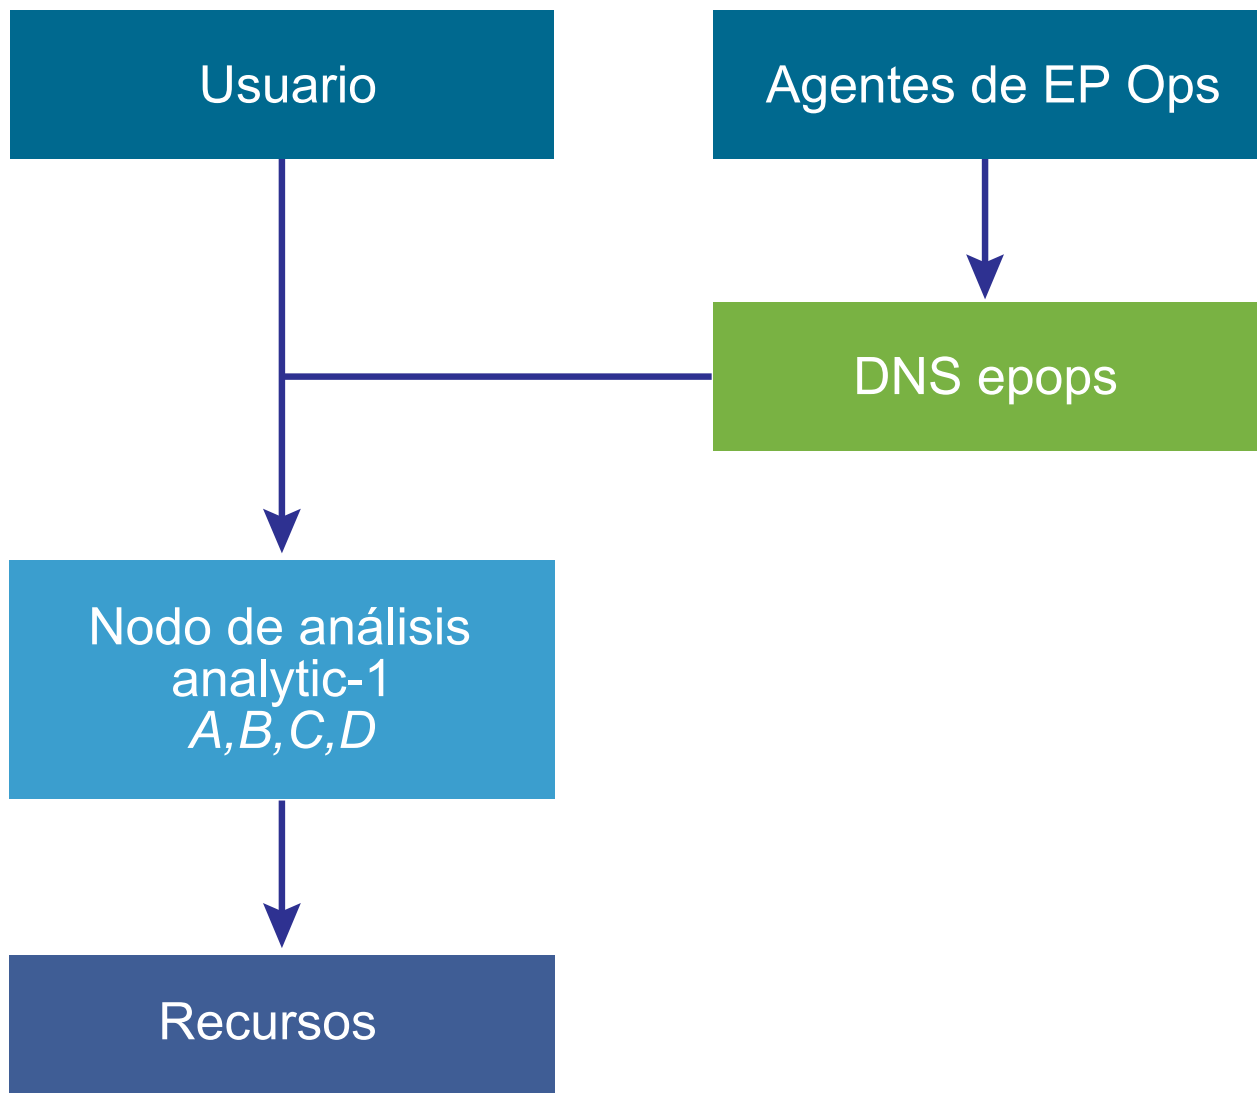 Usuario
Agentes de EP Ops
DNS epops
Nodo de análisis
analytic-1
A,B,C,D
Recursos